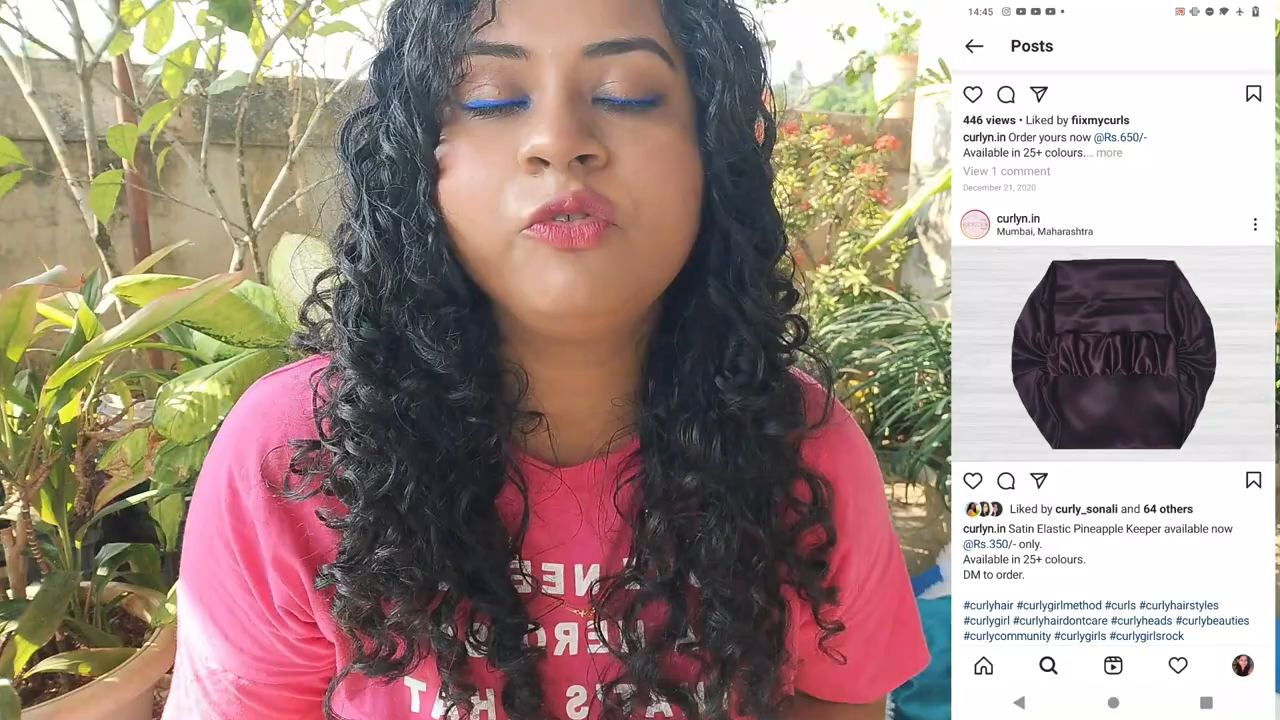 14:45
Posts
446 views • Liked by fiixmycurls
curlyn.in Order yours now @Rs.650/-
Available in 25+ colours.... more
View 1 comment
December 21, 2020
curlyn.in
Mumbai, Maharashtra
Liked by curly_sonali and 64 others
curlyn.in Satin Elastic Pineapple Keeper available now
@Rs.350/- only.
Available in 25+ colours.
DM to order.
#curlyhair #curlygirlmethod #curls #curlyhairstyles
#curlygirl #curlyhairdontcare #curlyheads #curlybeauties
#curlycommunity #curlygirls #curlygirlsrock